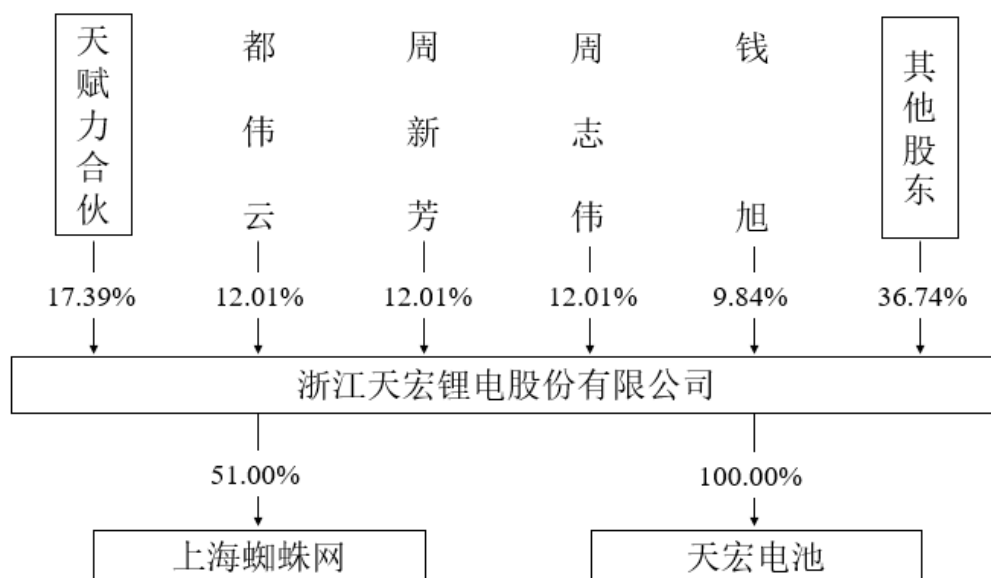 天赋力合伙
都伟云
周新芳
周志伟
钱旭
其他股东
17.39%
12.01%
12.01%
12.01%
9.84%
36.74%
浙江天宏锂电股份有限公司
51.00%
100.00%
上海蜘蛛网
天宏电池